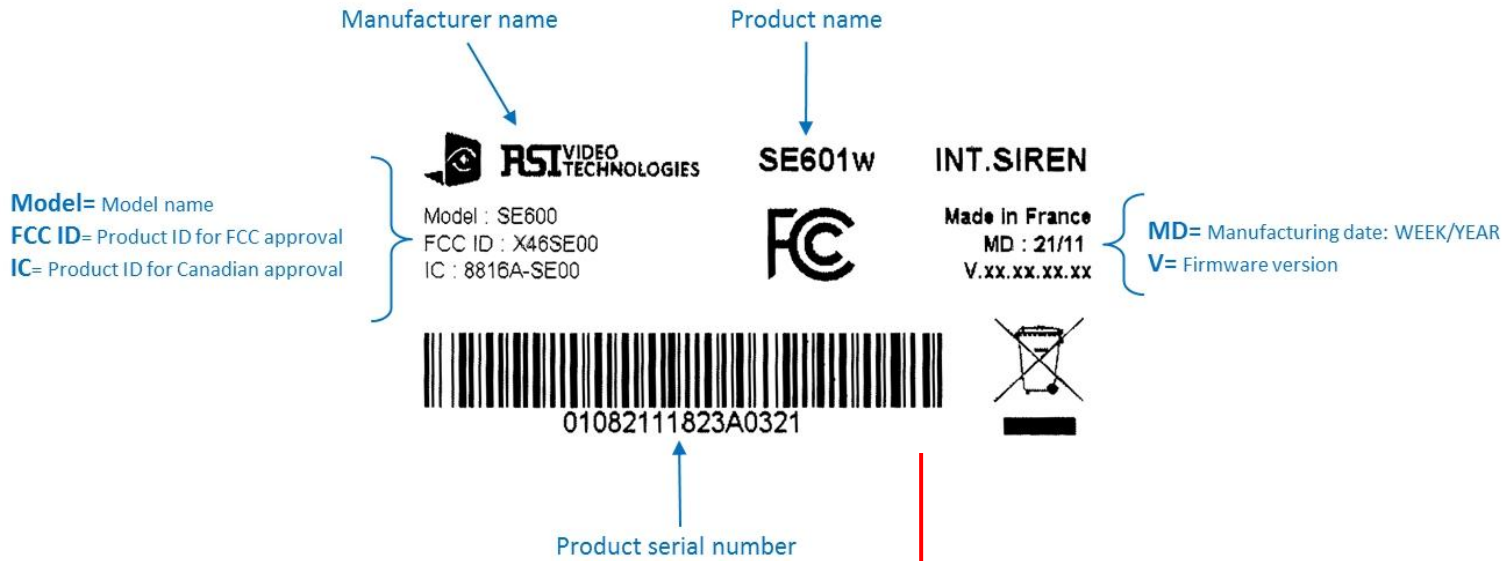 Manufacturer name
Product name
RSI VIDEO TECHNOLOGIES
SE601W
INT.SIREN
Model= Model name
FCC ID= Product ID for FCC approval
IC= Product ID for Canadian approval
Model : SE600
FCC ID : X46SE00
IC : 8816A-SE00
FC
Made in France
MD : 21/11
V.xx.xx.xx.xx
MD= Manufacturing date: WEEK/YEAR
V= Firmware version
01082111823A0321
Product serial number